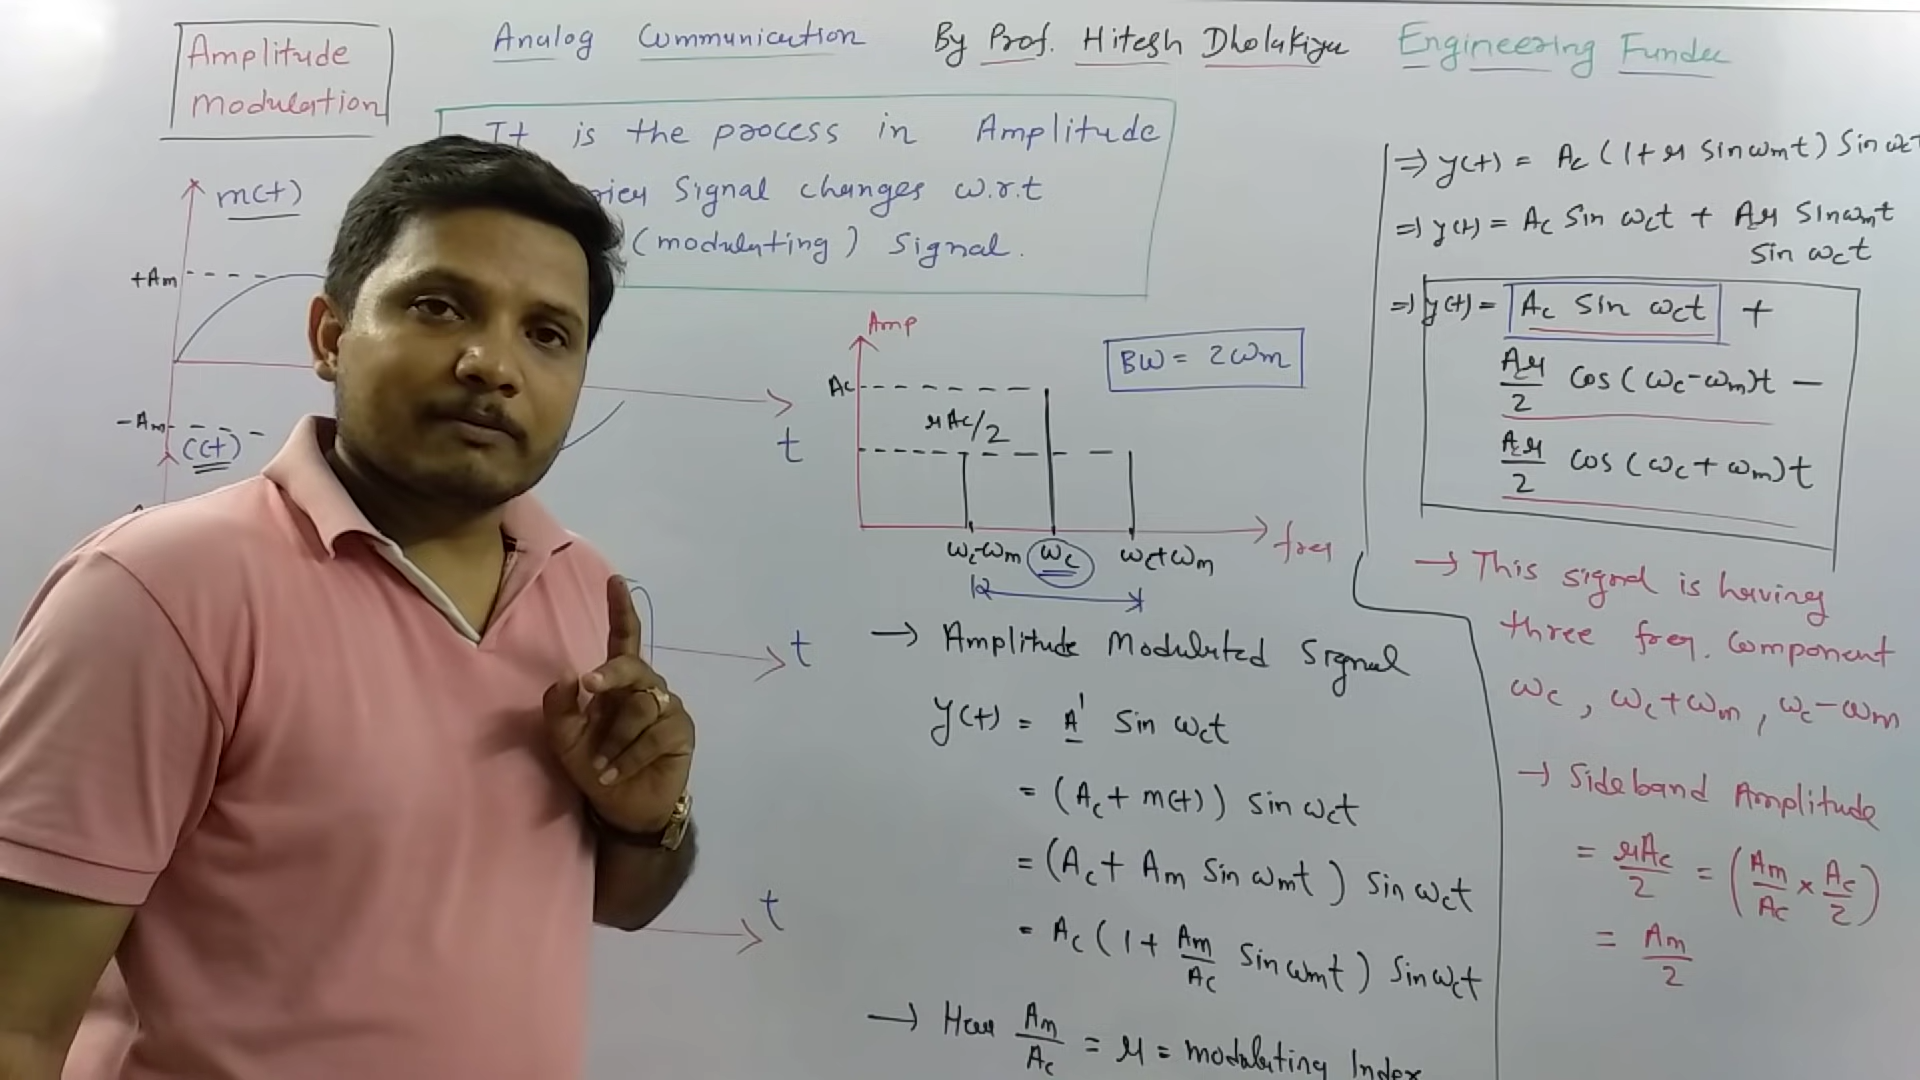 Amplitude
Modulation
Analog Communication By Prof. Hitesh Dholakiya Engineering Funda
It is the process in Amplitude
Signal changes w.r.t
(modulating) Signal.
m(t)
+Am
-Am
t
c(t)
t
t
Amp
Ac
μAc/2
ωc-ωm ωc ωc+ωm
freq
BW = 2ωm
→ Amplitude Modulated Signal
y(t) = A' Sin ωct
= (Ac + m(t)) sin ωct
= (Ac + Am Sin ωmt) Sin ωct
= Ac (1 + Am/Ac Sin ωmt) Sin ωct
→ Here Am/Ac = μ = modulating Index
⇒ y(t) = Ac (1 + μ Sin ωmt) Sin ωct
⇒ y(t) = Ac Sin ωct + Aμ Sin ωmt
Sin ωct
⇒ y(t) = Ac Sin ωct +
Acμ/2 cos (ωc - ωm)t −
Acμ/2 cos (ωc + ωm)t
→ This signal is having
three freq. Component
ωc, ωc+ωm, ωc-ωm
→ Sideband Amplitude
= μAc/2 = (Am/Ac × Ac/2)
= Am/2